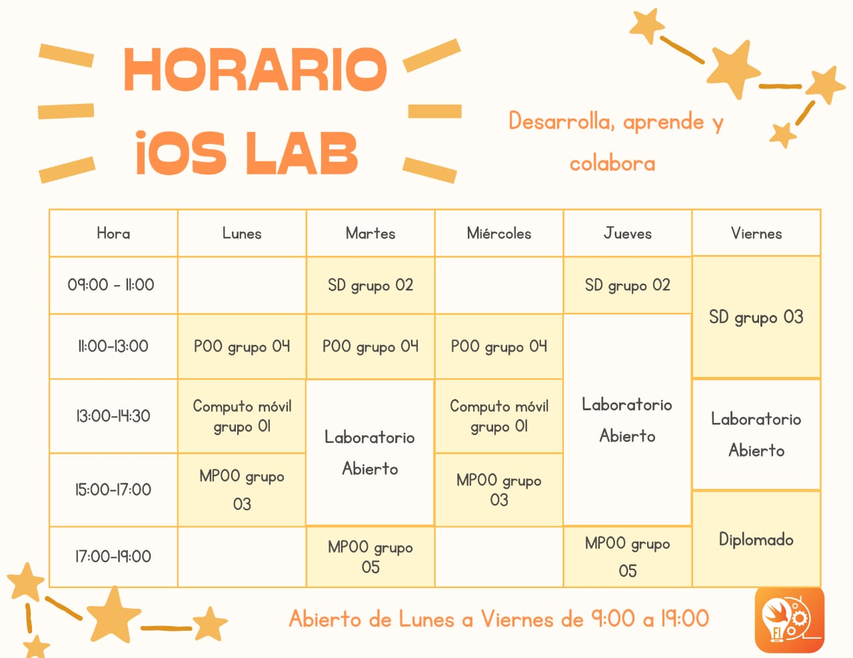 HORARIO
iOS LAB
Desarrolla, aprende y
colabora
Hora Lunes Martes Miércoles Jueves Viernes
09:00 - 11:00 SD grupo 02 SD grupo 02 SD grupo 03
11:00-13:00 POO grupo 04 POO grupo 04 POO grupo 04 Laboratorio
Abierto
13:00-14:30 Computo móvil
grupo 01 Laboratorio
Abierto Computo móvil
grupo 01 Laboratorio
Abierto
15:00-17:00 MPOO grupo
03 MPOO grupo
03 Diplomado
17:00-19:00 MPOO grupo
05 MPOO grupo
05
Abierto de Lunes a Viernes de 9:00 a 19:00
FI